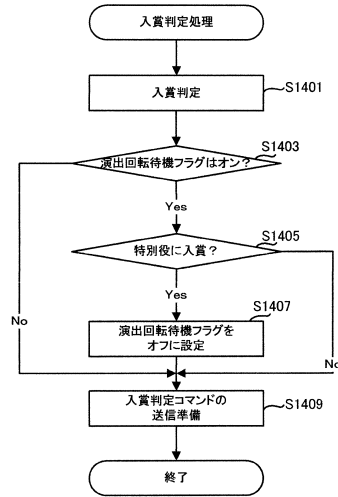 入賞判定処理
入賞判定
S1401
演出回転待機フラグはオン？
S1403
Yes
特別役に入賞？
S1405
Yes
No
演出回転待機フラグを
オフに設定
S1407
No
入賞判定コマンドの
送信準備
S1409
終了